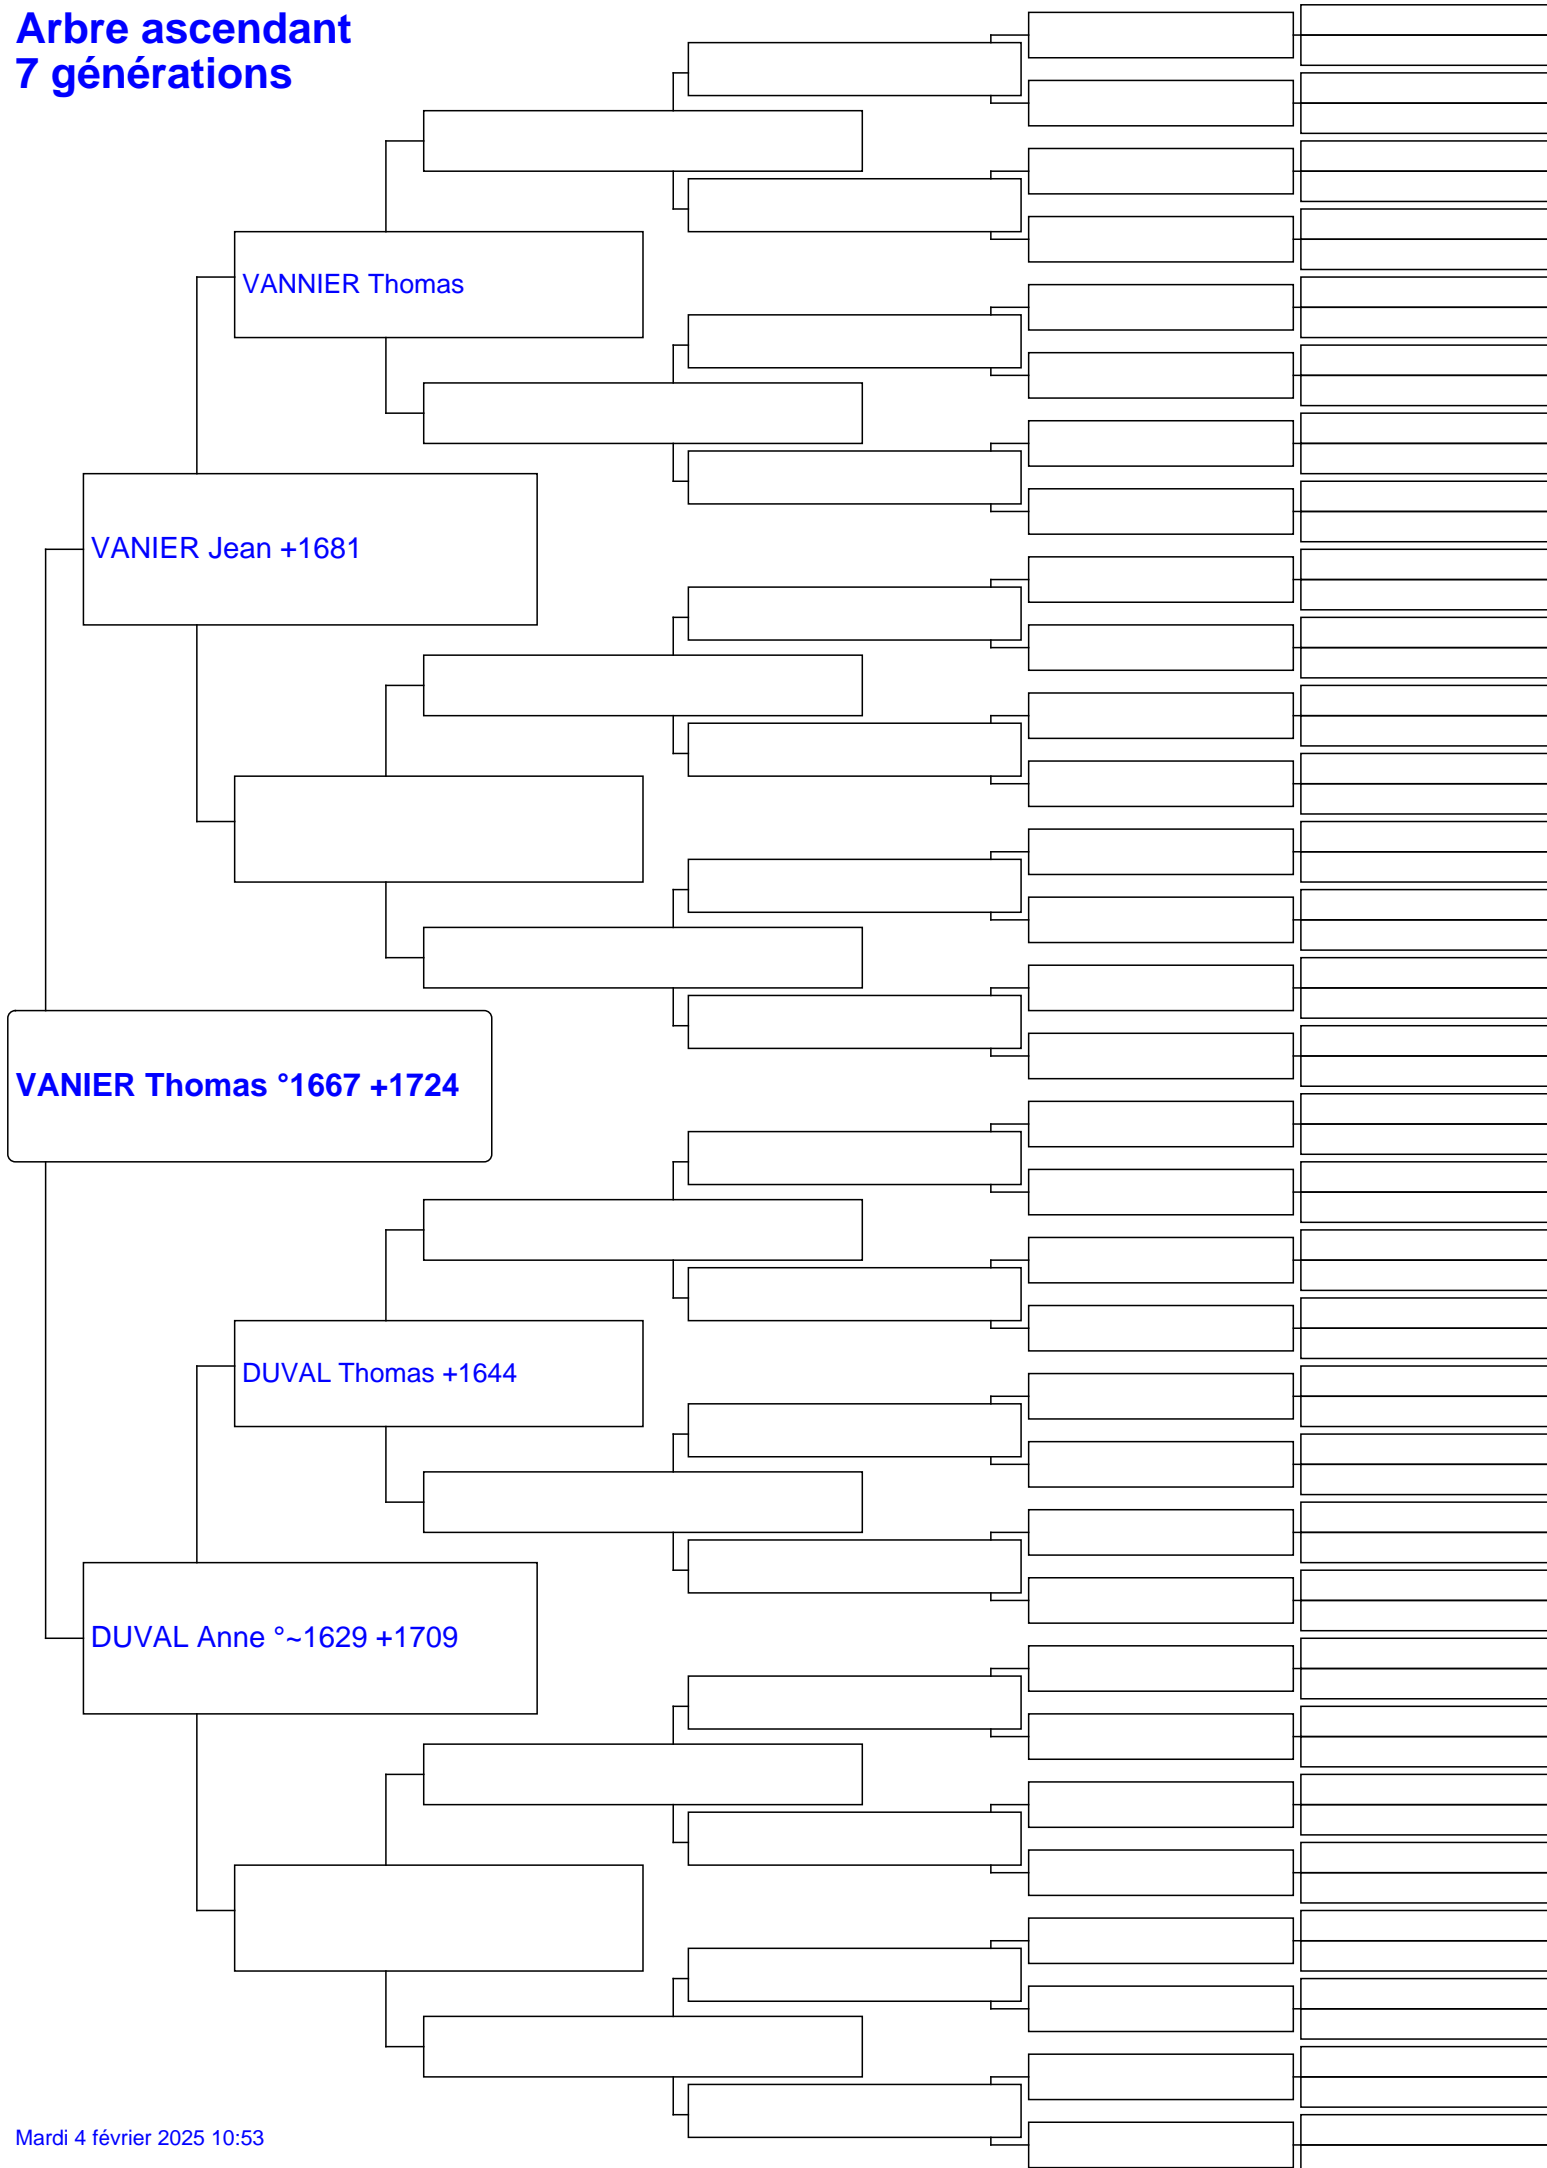 Arbre ascendant
7 générations
VANNIER Thomas
VANIER Jean +1681
VANIER Thomas °1667 +1724
DUVAL Thomas +1644
DUVAL Anne °~1629 +1709
Mardi 4 février 2025 10:53